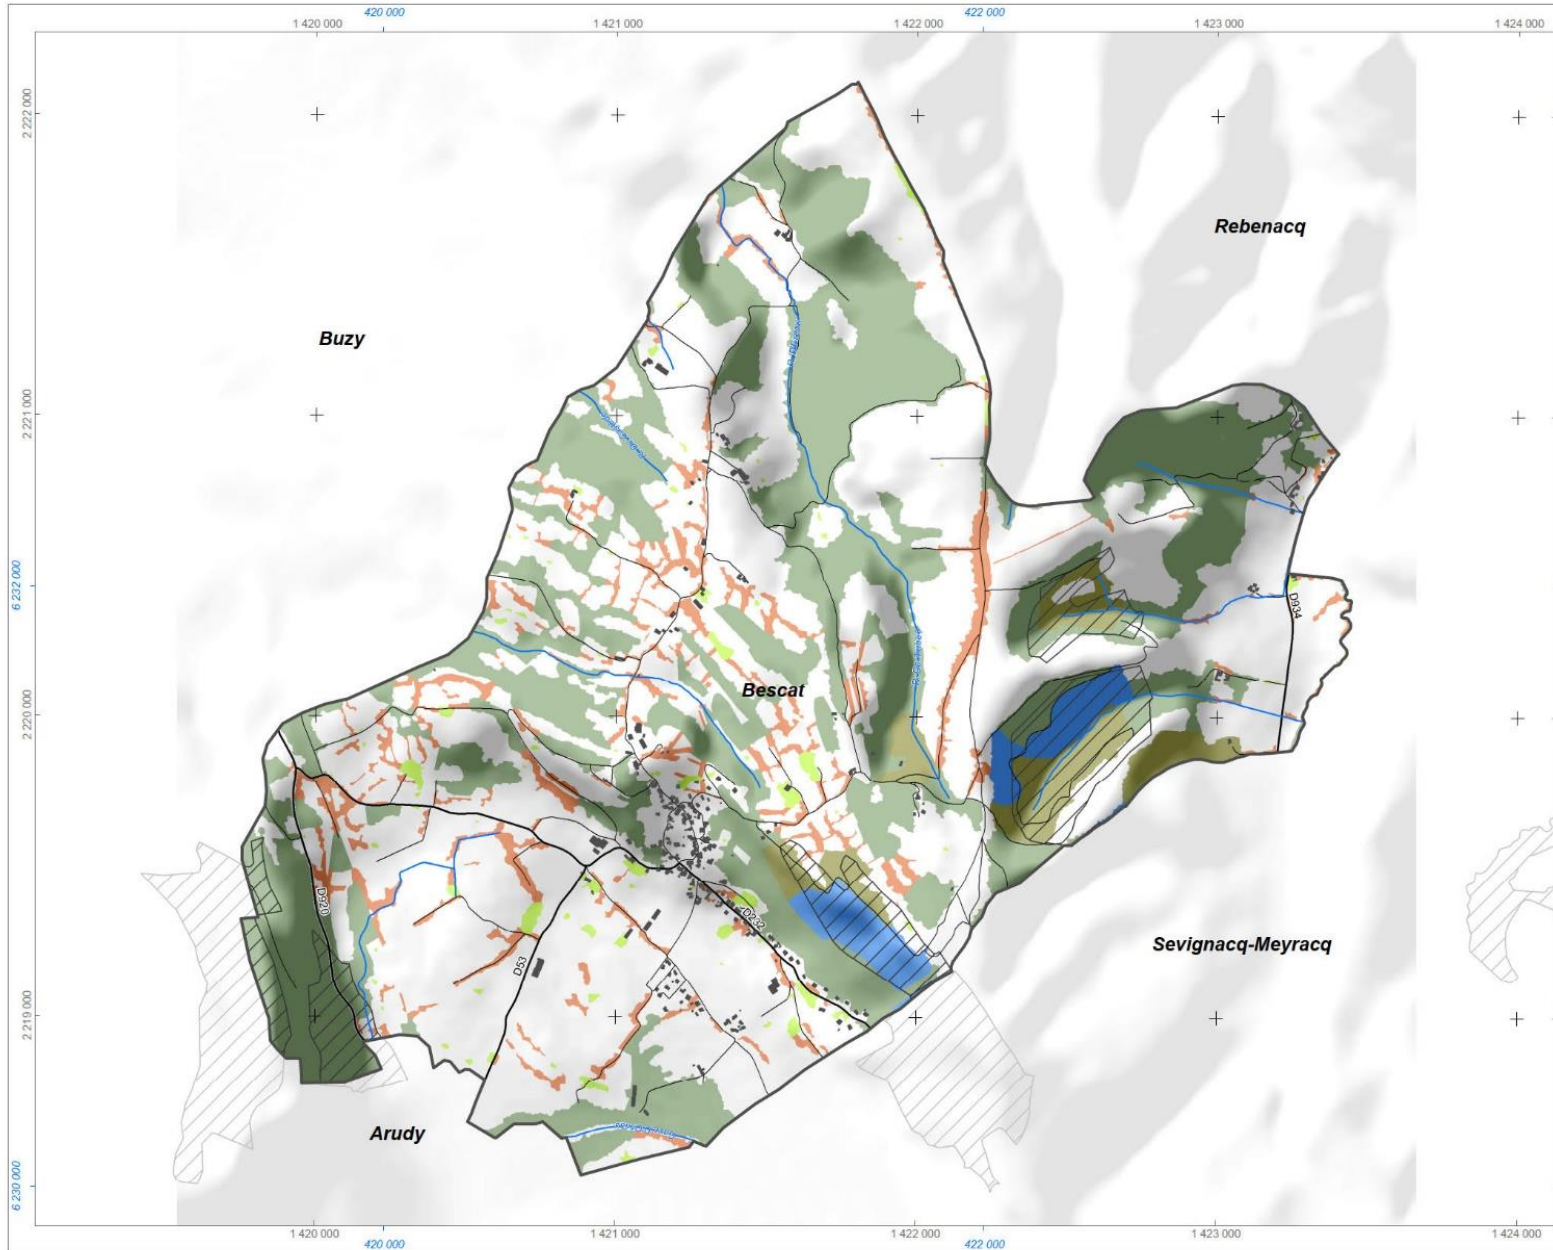 420 000
422 000
1 420 000
1 421 000
1 422 000
1 423 000
1 424 000
2 222 000
Rebenacq
Buzy
2 221 000
6 232 000
D934
Bescat
2 220 000
D920
D232
Sevignacq-Meyracq
D53
2 219 000
Arudy
6 230 000
1 420 000
1 421 000
1 422 000
1 423 000
1 424 000
420 000
422 000